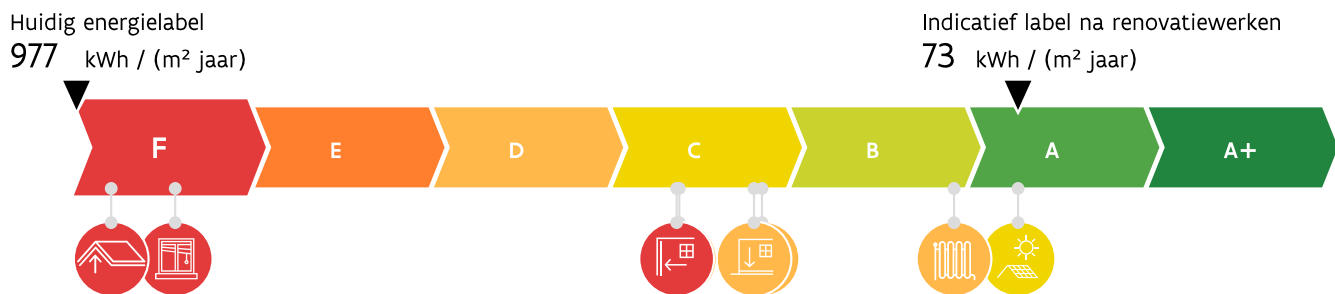 Huidig energielabel
977 kWh / (m² jaar)
Indicatief label na renovatiewerken
73 kWh / (m² jaar)
F E D C B A A+